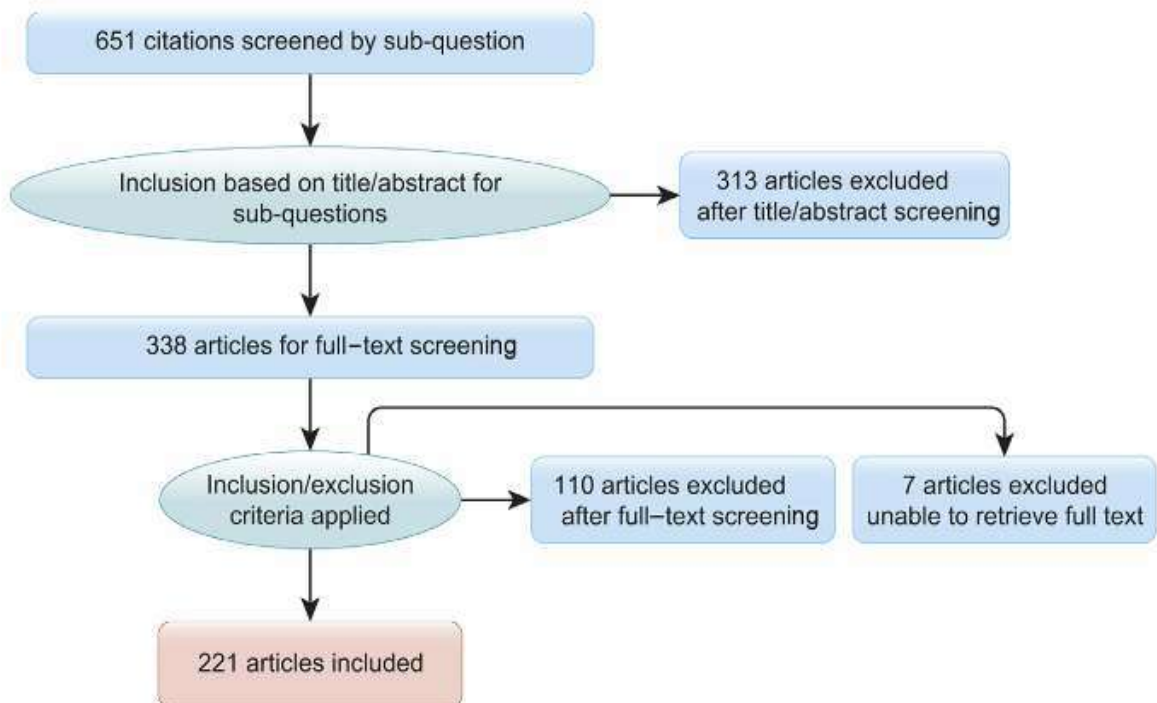 651 citations screened by sub-question
Inclusion based on title/abstract for
sub-questions
313 articles excluded
after title/abstract screening
338 articles for full−text screening
Inclusion/exclusion
criteria applied
110 articles excluded
after full−text screening
7 articles excluded
unable to retrieve full text
221 articles included